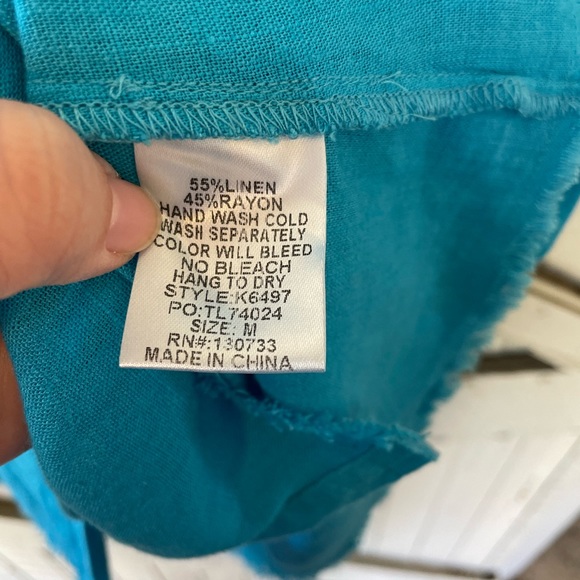 55%LINEN
45%RAYON
HAND WASH COLD
WASH SEPARATELY
COLOR WILL BLEED
NO BLEACH
HANG TO DRY
STYLE:K6497
PO:TL74024
SIZE: M
RN#:130733
MADE IN CHINA